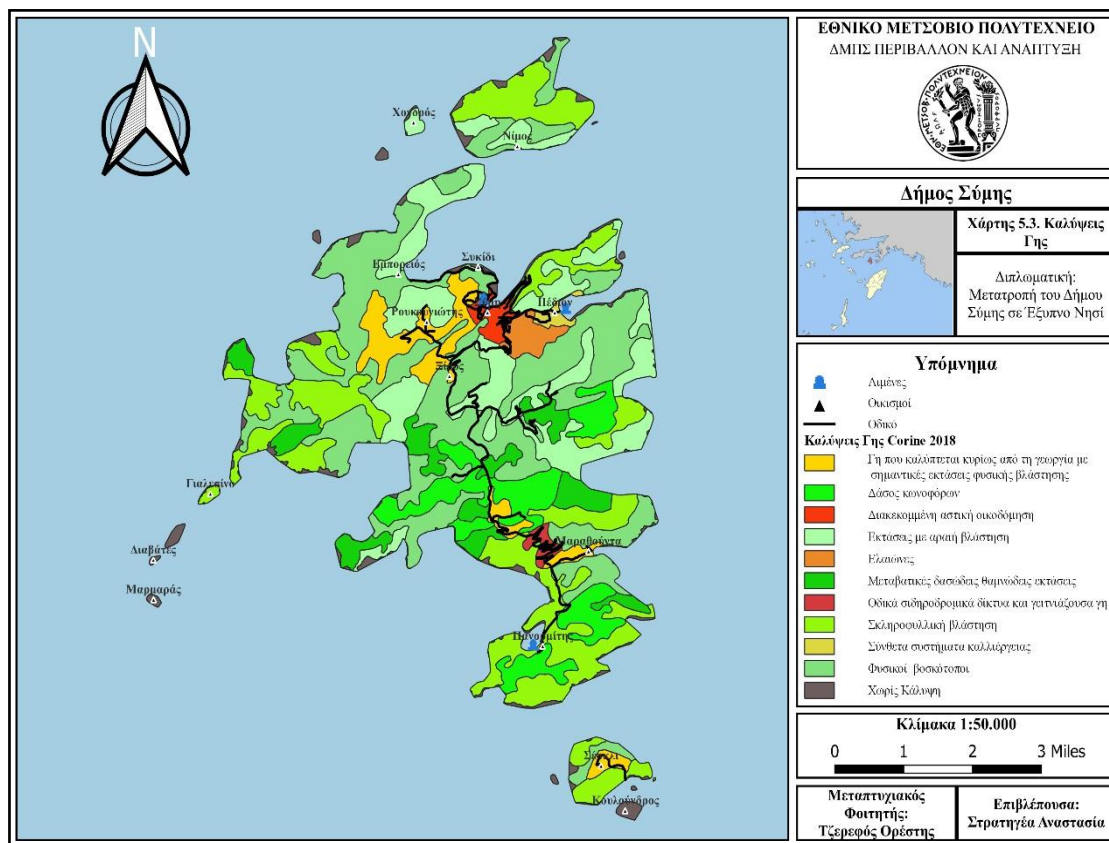 N
Χονδρός
Νίμος
Συκίδι
Εμπορειός
Πέδιον
Ρουκουνιώτης
Ξίσος
Γιαλεσίνο
Διαβάτες
Μαρμαράς
Μαραθούντα
Πανορμίτης
Κουλούνδρος
ΕΘΝΙΚΟ ΜΕΤΣΟΒΙΟ ΠΟΛΥΤΕΧΝΕΙΟ
ΔΜΠΣ ΠΕΡΙΒΑΛΛΟΝ ΚΑΙ ΑΝΑΠΤΥΞΗ
Δήμος Σύμης
Χάρτης 5.3. Καλύψεις
Γης
Διπλωματική:
Μετατροπή του Δήμου
Σύμης σε Έξυπνο Νησί
Υπόμνημα
Λιμένες
Οικισμοί
Οδικό
Καλύψεις Γης Corine 2018
Γη που καλύπτεται κυρίως από τη γεωργία με
σημαντικές εκτάσεις φυσικής βλάστησης
Δάσος κωνοφόρων
Διακεκομμένη αστική οικοδόμηση
Εκτάσεις με αραιή βλάστηση
Ελαιώνες
Μεταβατικές δασώδεις θαμνώδεις εκτάσεις
Οδικά σιδηροδρομικά δίκτυα και γειτνιάζουσα γη
Σκληροφυλλική βλάστηση
Σύνθετα συστήματα καλλιέργειας
Φυσικοί βοσκότοποι
Χωρίς Κάλυψη
Κλίμακα 1:50.000
0 1 2 3 Miles
Μεταπτυχιακός
Φοιτητής:
Τζερεφός Ορέστης
Επιβλέπουσα:
Στρατηγέα Αναστασία